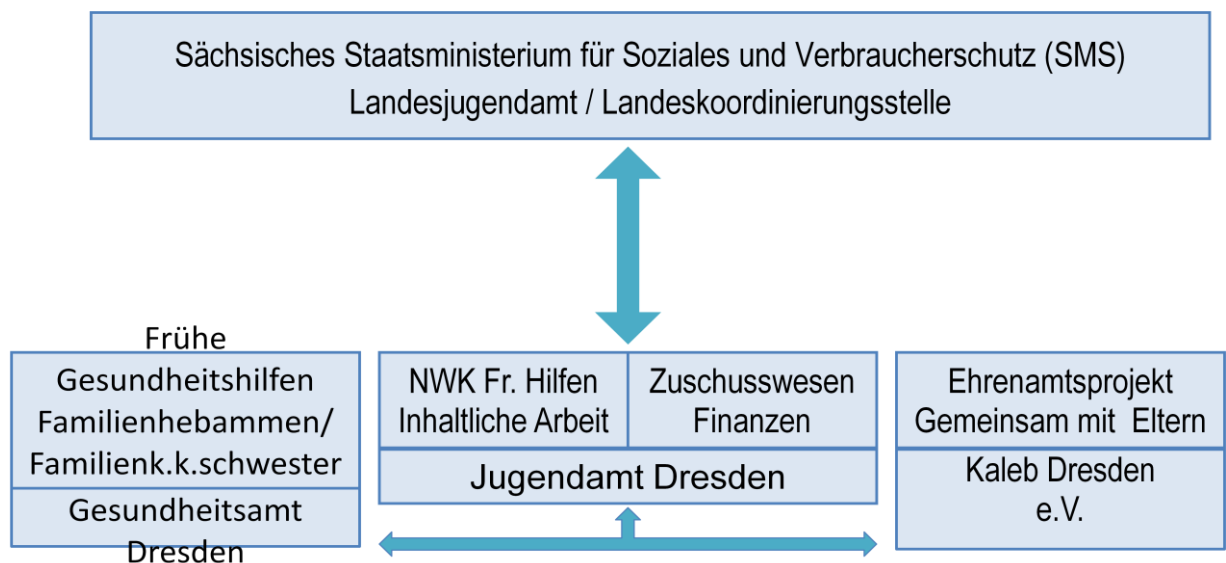 Sächsisches Staatsministerium für Soziales und Verbraucherschutz (SMS)
Landesjugendamt / Landeskoordinierungsstelle
Frühe
Gesundheitshilfen
Familienhebammen/
Familienk.k.schwester
Gesundheitsamt
Dresden
NWK Fr. Hilfen
Inhaltliche Arbeit
Zuschusswesen
Finanzen
Jugendamt Dresden
Ehrenamtsprojekt
Gemeinsam mit  Eltern
Kaleb Dresden
e.V.